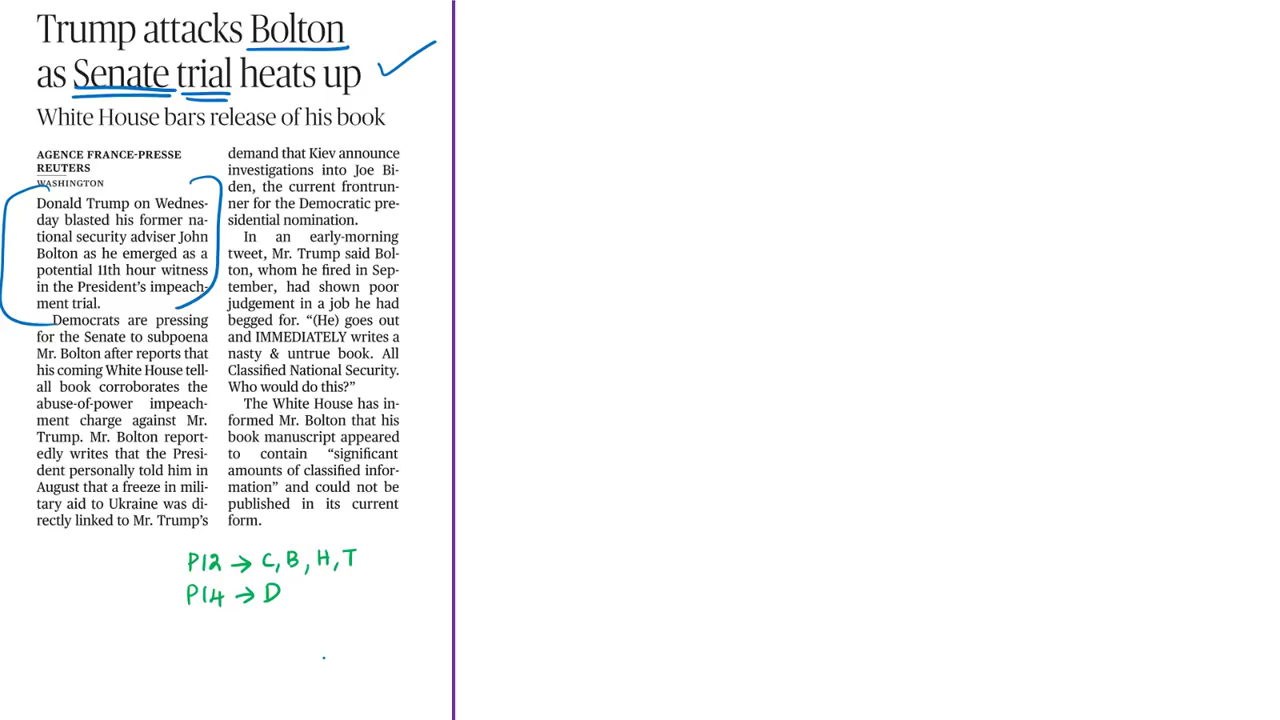 Trump attacks Bolton
as Senate trial heats up
White House bars release of his book
AGENCE FRANCE-PRESSE
REUTERS
WASHINGTON
Donald Trump on Wednes-
day blasted his former na-
tional security adviser John
Bolton as he emerged as a
potential 11th hour witness
in the President's impeach-
ment trial.
Democrats are pressing
for the Senate to subpoena
Mr. Bolton after reports that
his coming White House tell-
all book corroborates the
abuse-of-power impeach-
ment charge against Mr.
Trump. Mr. Bolton report-
edly writes that the Presi-
dent personally told him in
August that a freeze in mili-
tary aid to Ukraine was di-
rectly linked to Mr. Trump's
demand that Kiev announce
investigations into Joe Bi-
den, the current frontrun-
ner for the Democratic pre-
sidential nomination.
In an early-morning
tweet, Mr. Trump said Bol-
ton, whom he fired in Sep-
tember, had shown poor
judgement in a job he had
begged for. “(He) goes out
and IMMEDIATELY writes a
nasty & untrue book. All
Classified National Security.
Who would do this?”
The White House has in-
formed Mr. Bolton that his
book manuscript appeared
to contain “significant
amounts of classified infor-
mation” and could not be
published in its current
form.
P12 → C, B, H, T
P14 → D